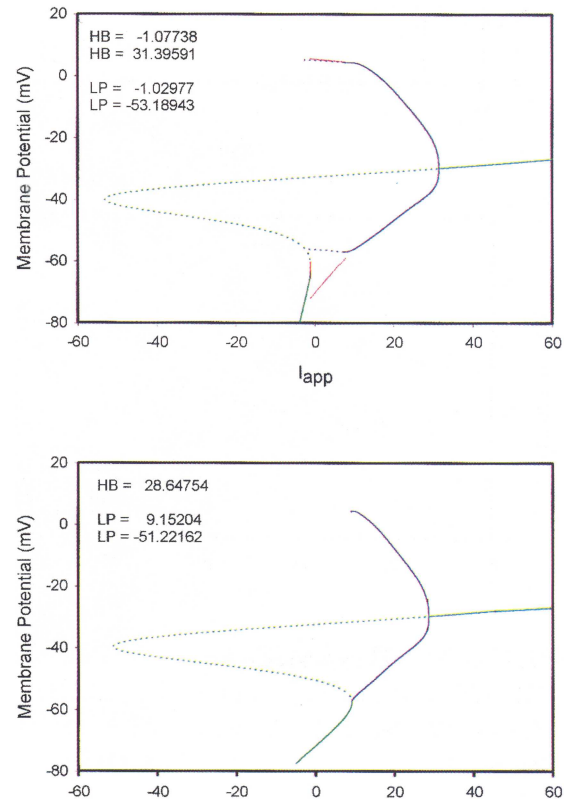 20
HB = -1.07738
HB = 31.39591
0
LP = -1.02977
LP = -53.18943
-20
-40
-60
-80
Membrane Potential (mV)
-60 -40 -20 0 20 40 60
Iapp
20
HB = 28.64754
0
LP = 9.15204
LP = -51.22162
-20
-40
-60
-80
Membrane Potential (mV)
-60 -40 -20 0 20 40 60